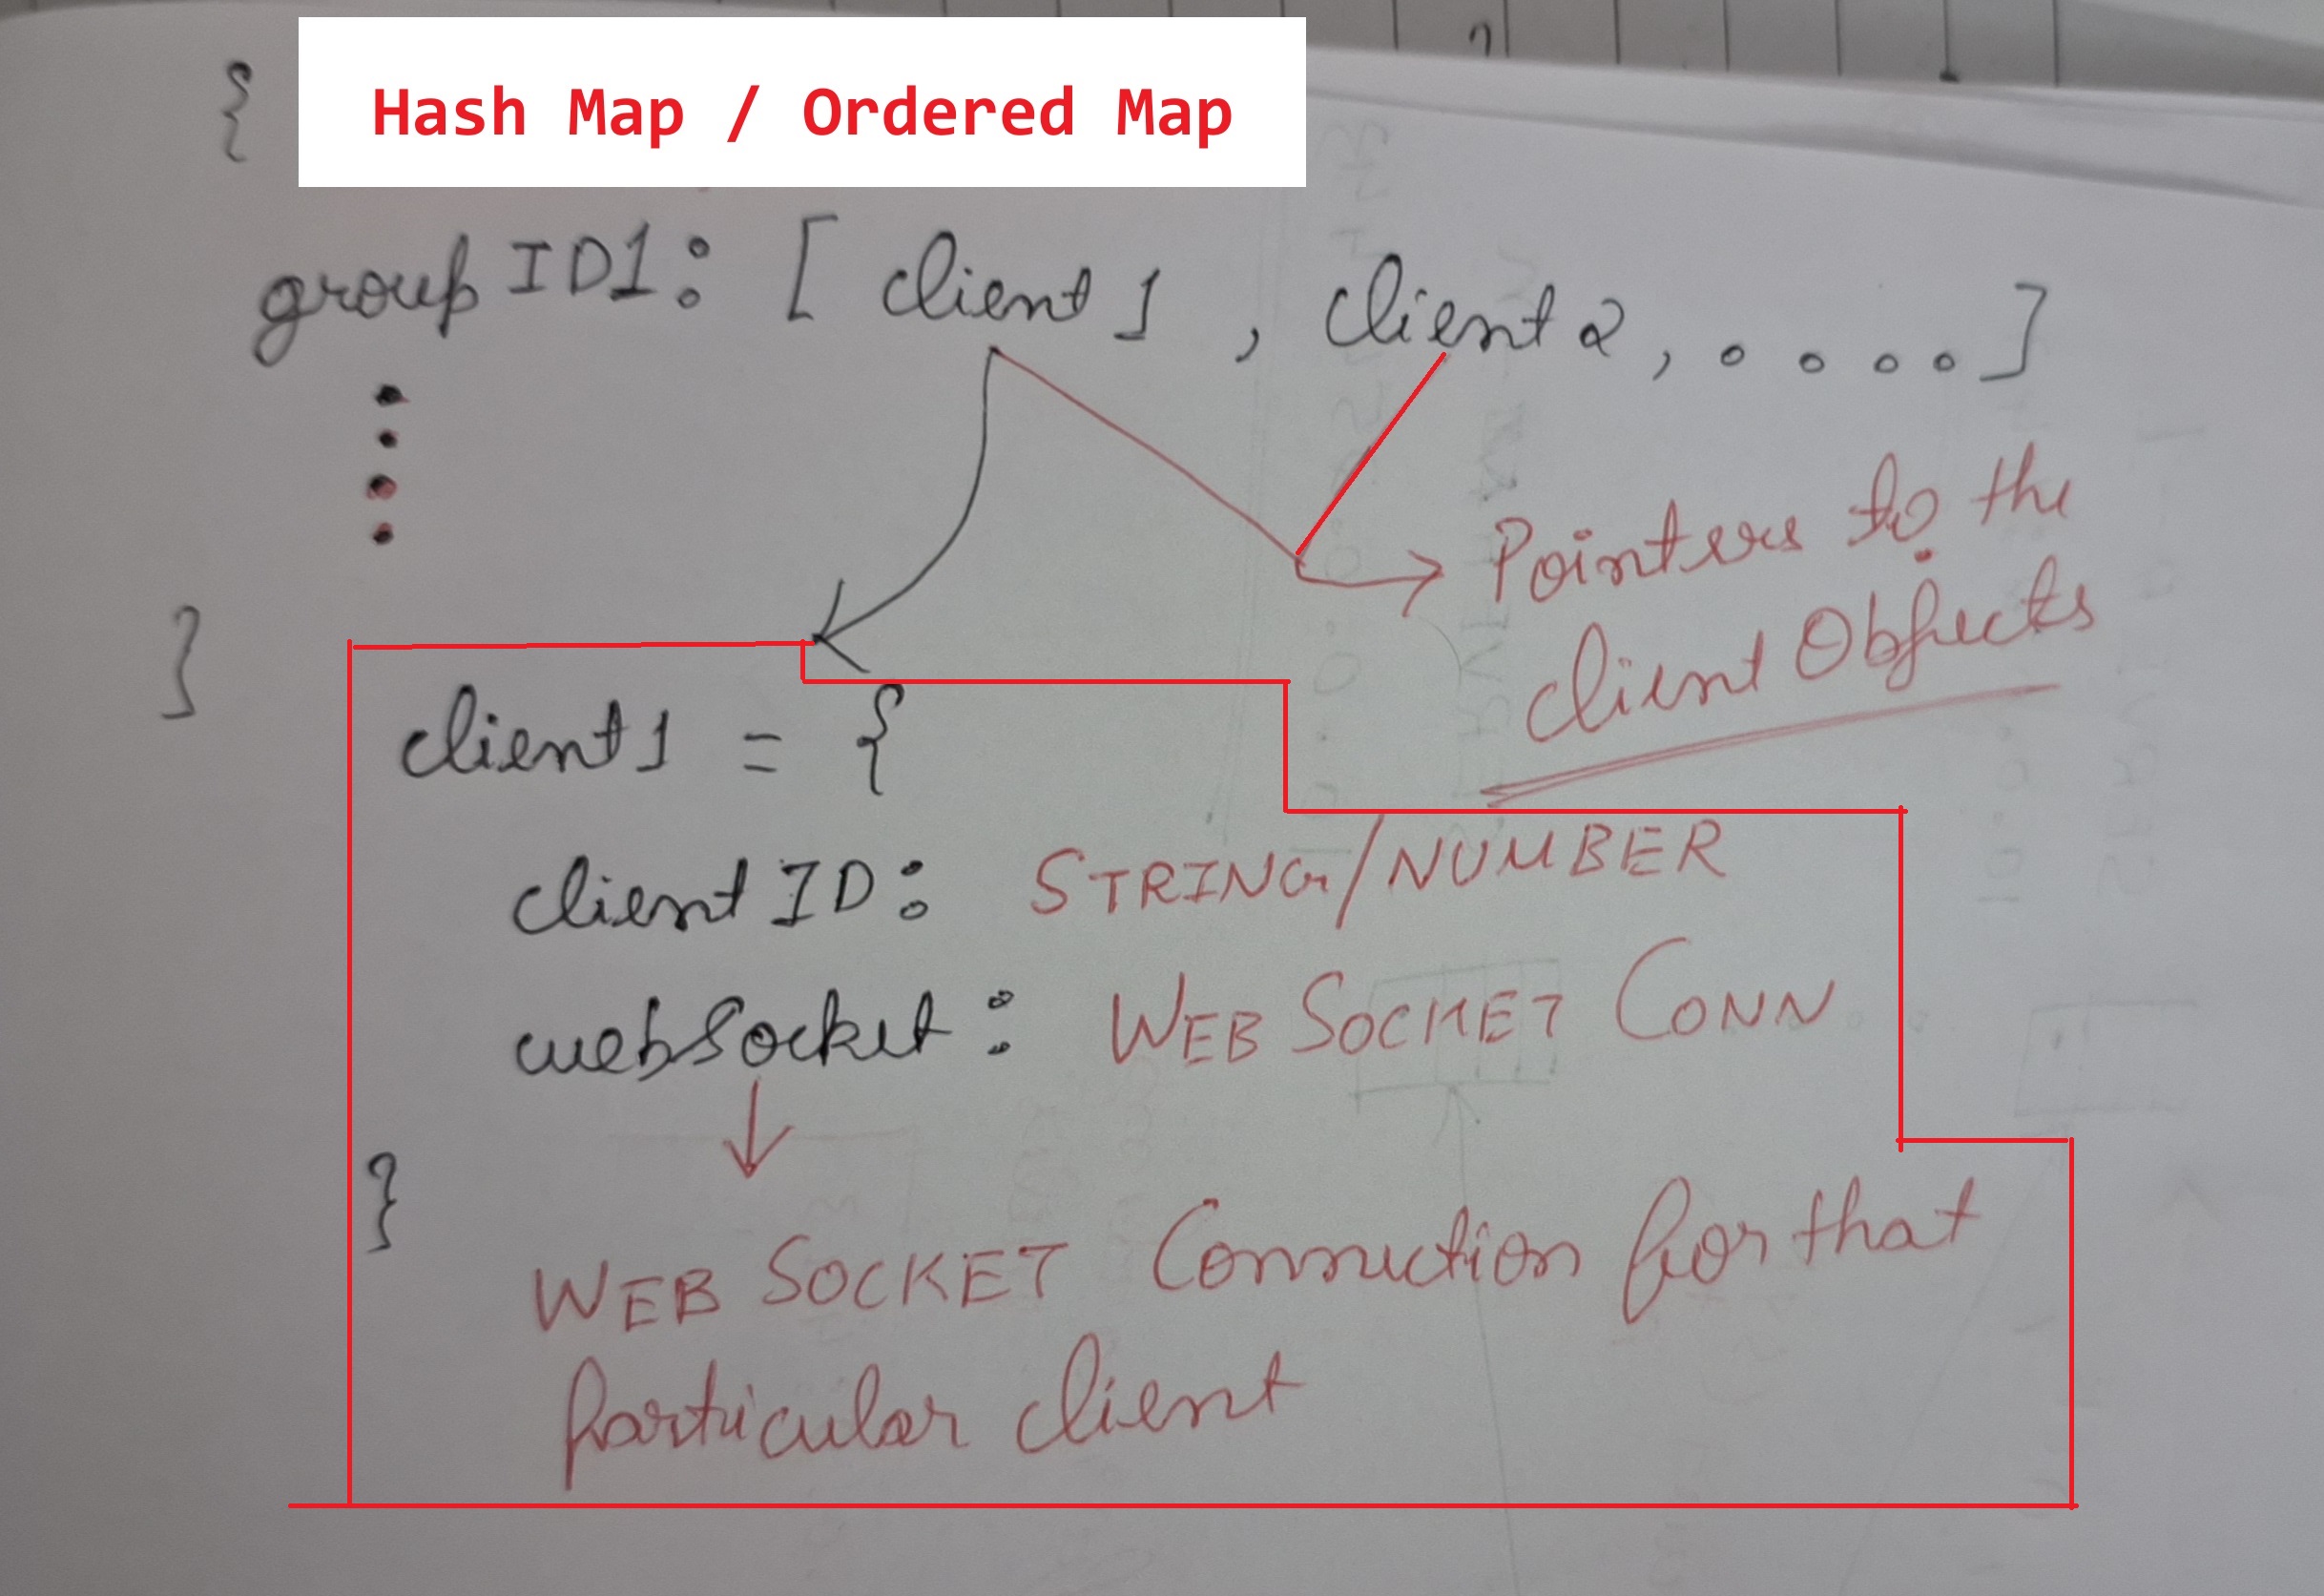 {
Hash Map / Ordered Map
groupID1: [ client1 , client2, . . . . ]
Pointers to the
client Objects
}
client1 = {
clientID: STRING/NUMBER
webSocket: WEB SOCKET CONN
}
WEB SOCKET Connection for that
particular client